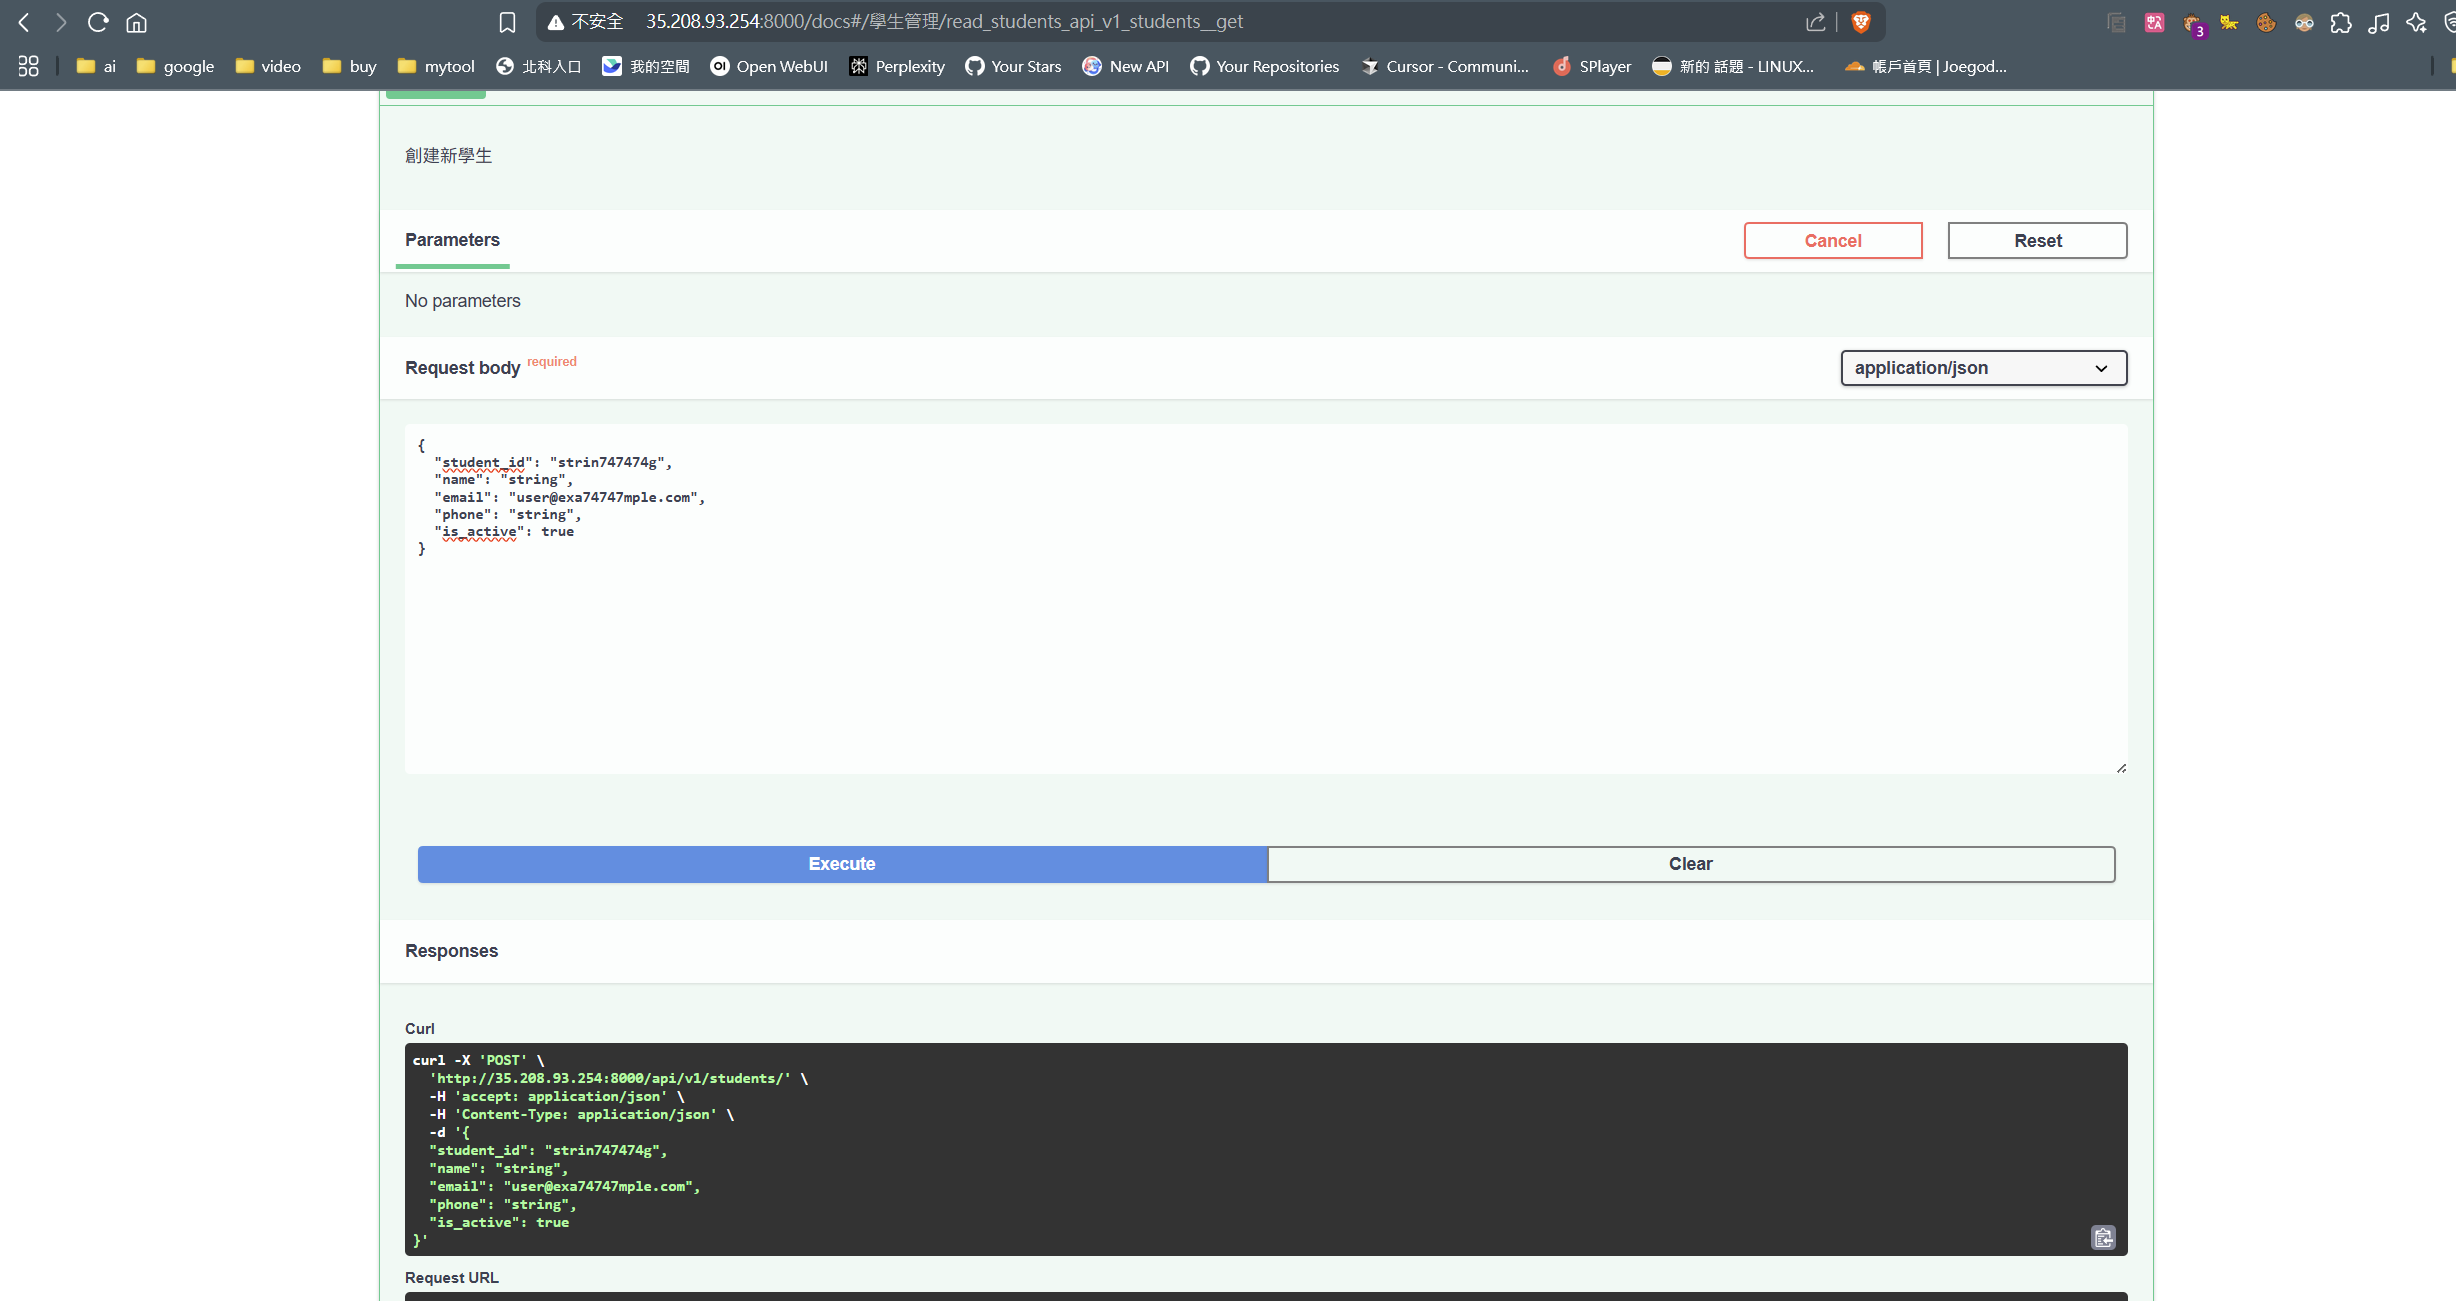 不安全 35.208.93.254:8000/docs#/學生管理/read_students_api_v1_students__get
3
ai google video buy mytool 北科入口 我的空間 Open WebUI Perplexity Your Stars New API Your Repositories Cursor - Communi... SPlayer 新的 話題 - LINUX... 帳戶首頁 | Joegod...
創建新學生
Parameters
Cancel
Reset
No parameters
Request body required
application/json
{
"student_id": "strin747474g",
"name": "string",
"email": "user@exa74747mple.com",
"phone": "string",
"is_active": true
}
Execute
Clear
Responses
Curl
curl -X 'POST' \
'http://35.208.93.254:8000/api/v1/students/' \
-H 'accept: application/json' \
-H 'Content-Type: application/json' \
-d '{
"student_id": "strin747474g",
"name": "string",
"email": "user@exa74747mple.com",
"phone": "string",
"is_active": true
}'
Request URL